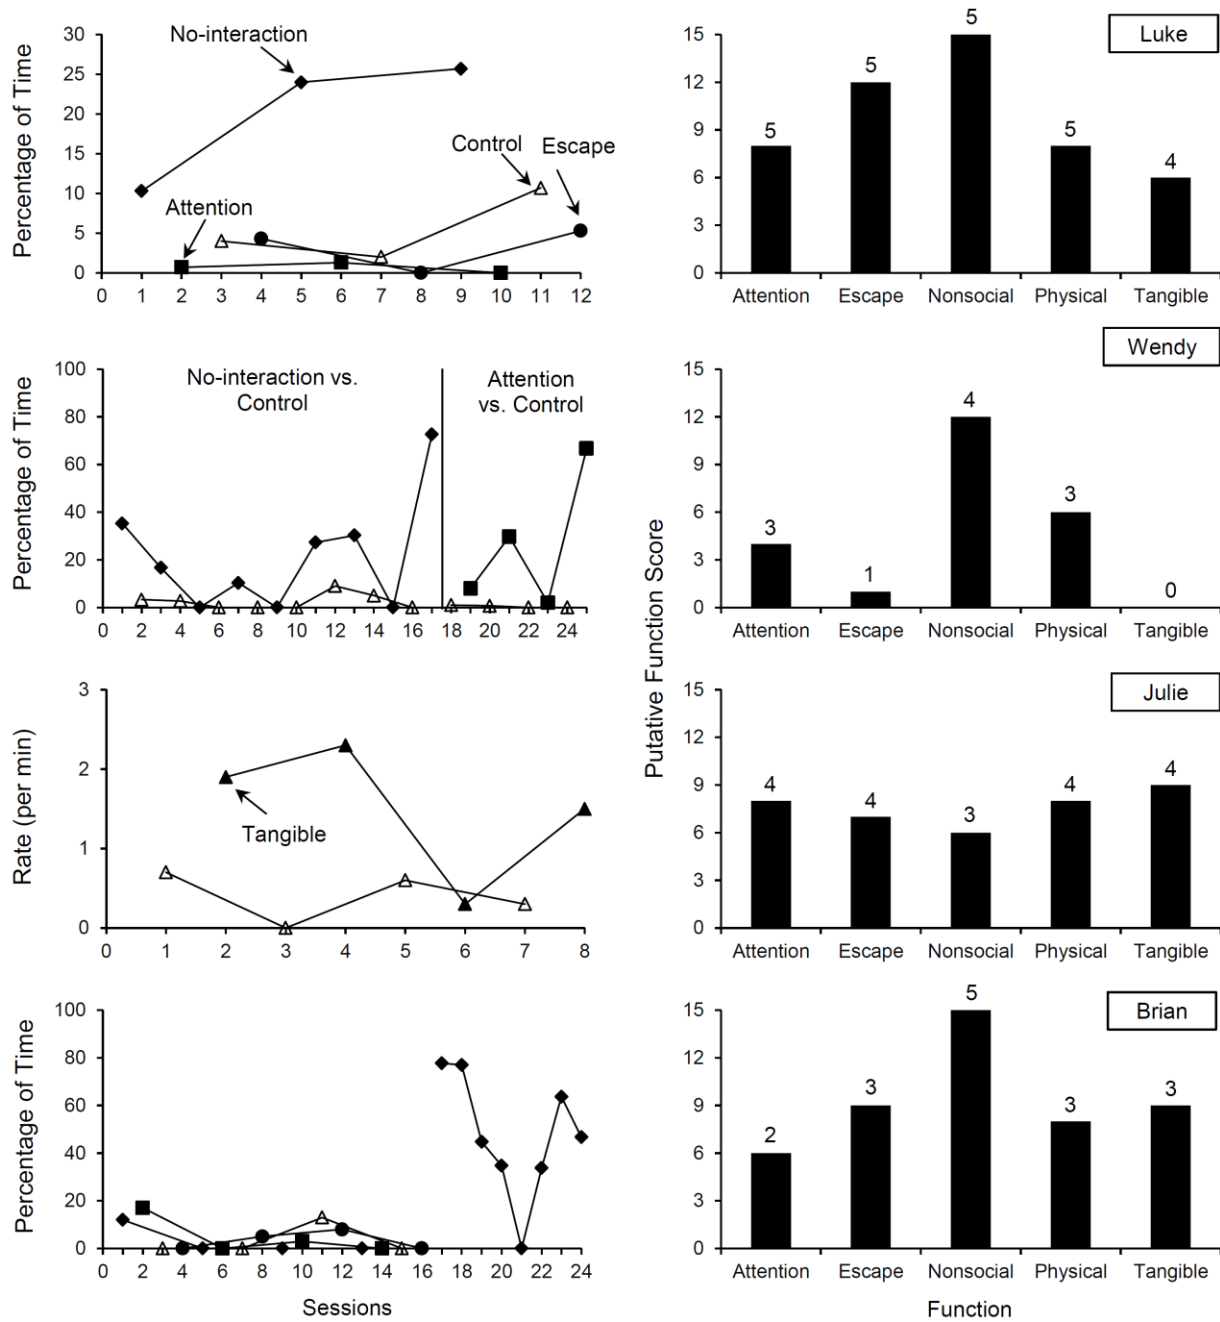 Percentage of Time
30
25
20
15
10
5
0
No-interaction
Control
Escape
Attention
0 1 2 3 4 5 6 7 8 9 10 11 12
Luke
15
12
9
6
3
0
5
5
5
5
4
Attention Escape Nonsocial Physical Tangible
Percentage of Time
100
80
60
40
20
0
No-interaction vs.
Control
Attention
vs. Control
0 2 4 6 8 10 12 14 16 18 20 22 24
Wendy
15
12
9
6
3
0
3
1
4
3
0
Attention Escape Nonsocial Physical Tangible
Putative Function Score
Rate (per min)
3
2
1
0
Tangible
0 1 2 3 4 5 6 7 8
Julie
15
12
9
6
3
0
4
4
3
4
4
Attention Escape Nonsocial Physical Tangible
Percentage of Time
100
80
60
40
20
0
0 2 4 6 8 10 12 14 16 18 20 22 24
Sessions
Brian
15
12
9
6
3
0
2
3
5
3
3
Attention Escape Nonsocial Physical Tangible
Function